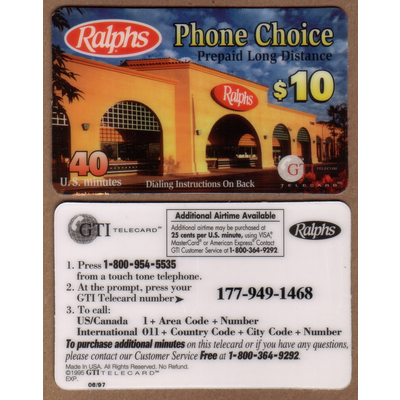 Ralphs
Phone Choice
Prepaid Long Distance
$10
Ralphs
40
U.S. minutes
Dialing Instructions On Back
GTI
TELECOM
TELECARD™
GTI TELECARD™
Additional Airtime Available
Additional airtime may be purchased at
25 cents per U.S. minute, using VISA,®
MasterCard® or American Express.® Contact
GTI Customer Service at 1-800-364-9292.
Ralphs
1. Press 1-800-954-5535
from a touch tone telephone.
2. At the prompt, press your
GTI Telecard number➤ 177-949-1468
3. To call:
US/Canada 1 + Area Code + Number
International 011 + Country Code + City Code + Number
To purchase additional minutes on this telecard or if you have any questions,
please contact our Customer Service Free at 1-800-364-9292.
Made In USA. All Rights Reserved. No Refund.
©1995 GTI TELECARD™
EXP.
08/97